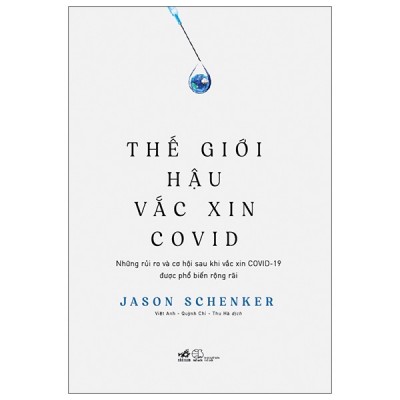 THẾ GIỚI
HẬU
VẮC XIN
COVID
Những rủi ro và cơ hội sau khi vắc xin COVID-19
được phổ biến rộng rãi
JASON SCHENKER
Việt Anh - Quỳnh Chi - Thu Hà dịch